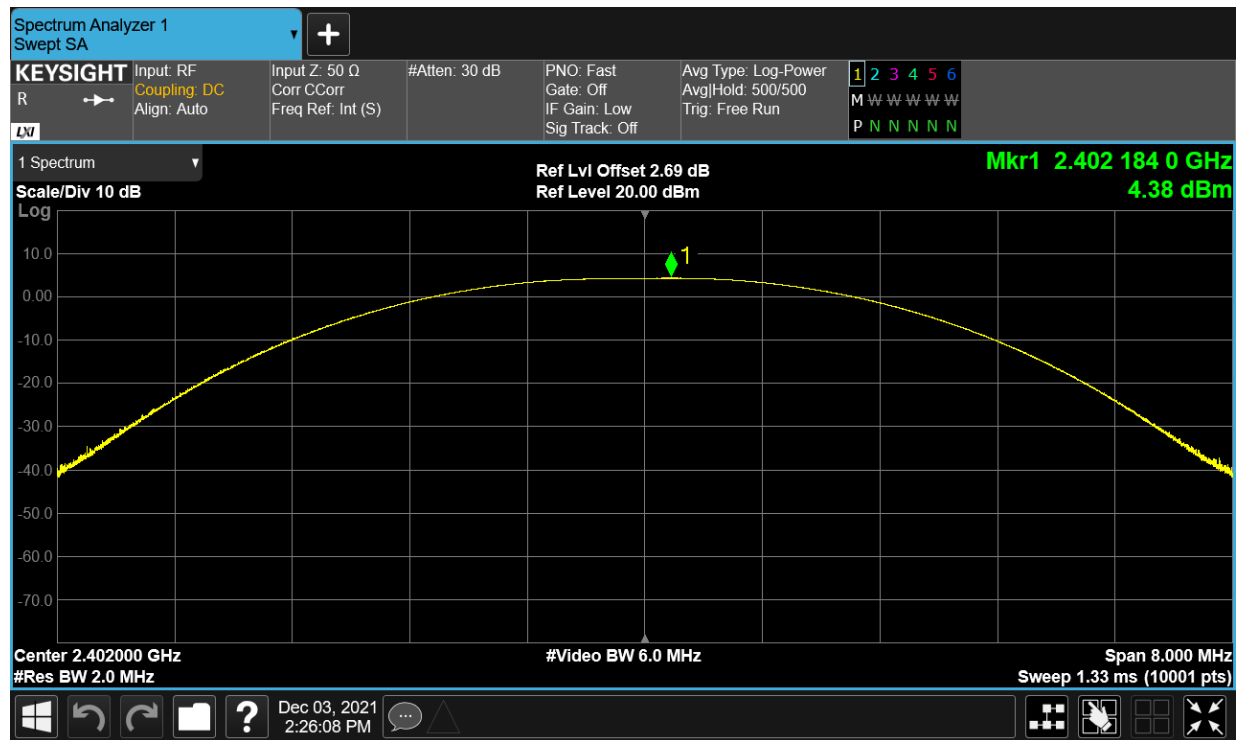 Spectrum Analyzer 1
Swept SA
KEYSIGHT
R
LXI
Input: RF
Coupling: DC
Align: Auto
Input Z: 50 Ω
Corr CCorr
Freq Ref: Int (S)
#Atten: 30 dB
PNO: Fast
Gate: Off
IF Gain: Low
Sig Track: Off
Avg Type: Log-Power
Avg|Hold: 500/500
Trig: Free Run
1 2 3 4 5 6
M W W W W W
P N N N N N
1 Spectrum
Scale/Div 10 dB
Ref Lvl Offset 2.69 dB
Ref Level 20.00 dBm
Mkr1 2.402 184 0 GHz
4.38 dBm
Log
1
10.0
0.00
-10.0
-20.0
-30.0
-40.0
-50.0
-60.0
-70.0
Center 2.402000 GHz
#Video BW 6.0 MHz
Span 8.000 MHz
#Res BW 2.0 MHz
Sweep 1.33 ms (10001 pts)
?
Dec 03, 2021
2:26:08 PM